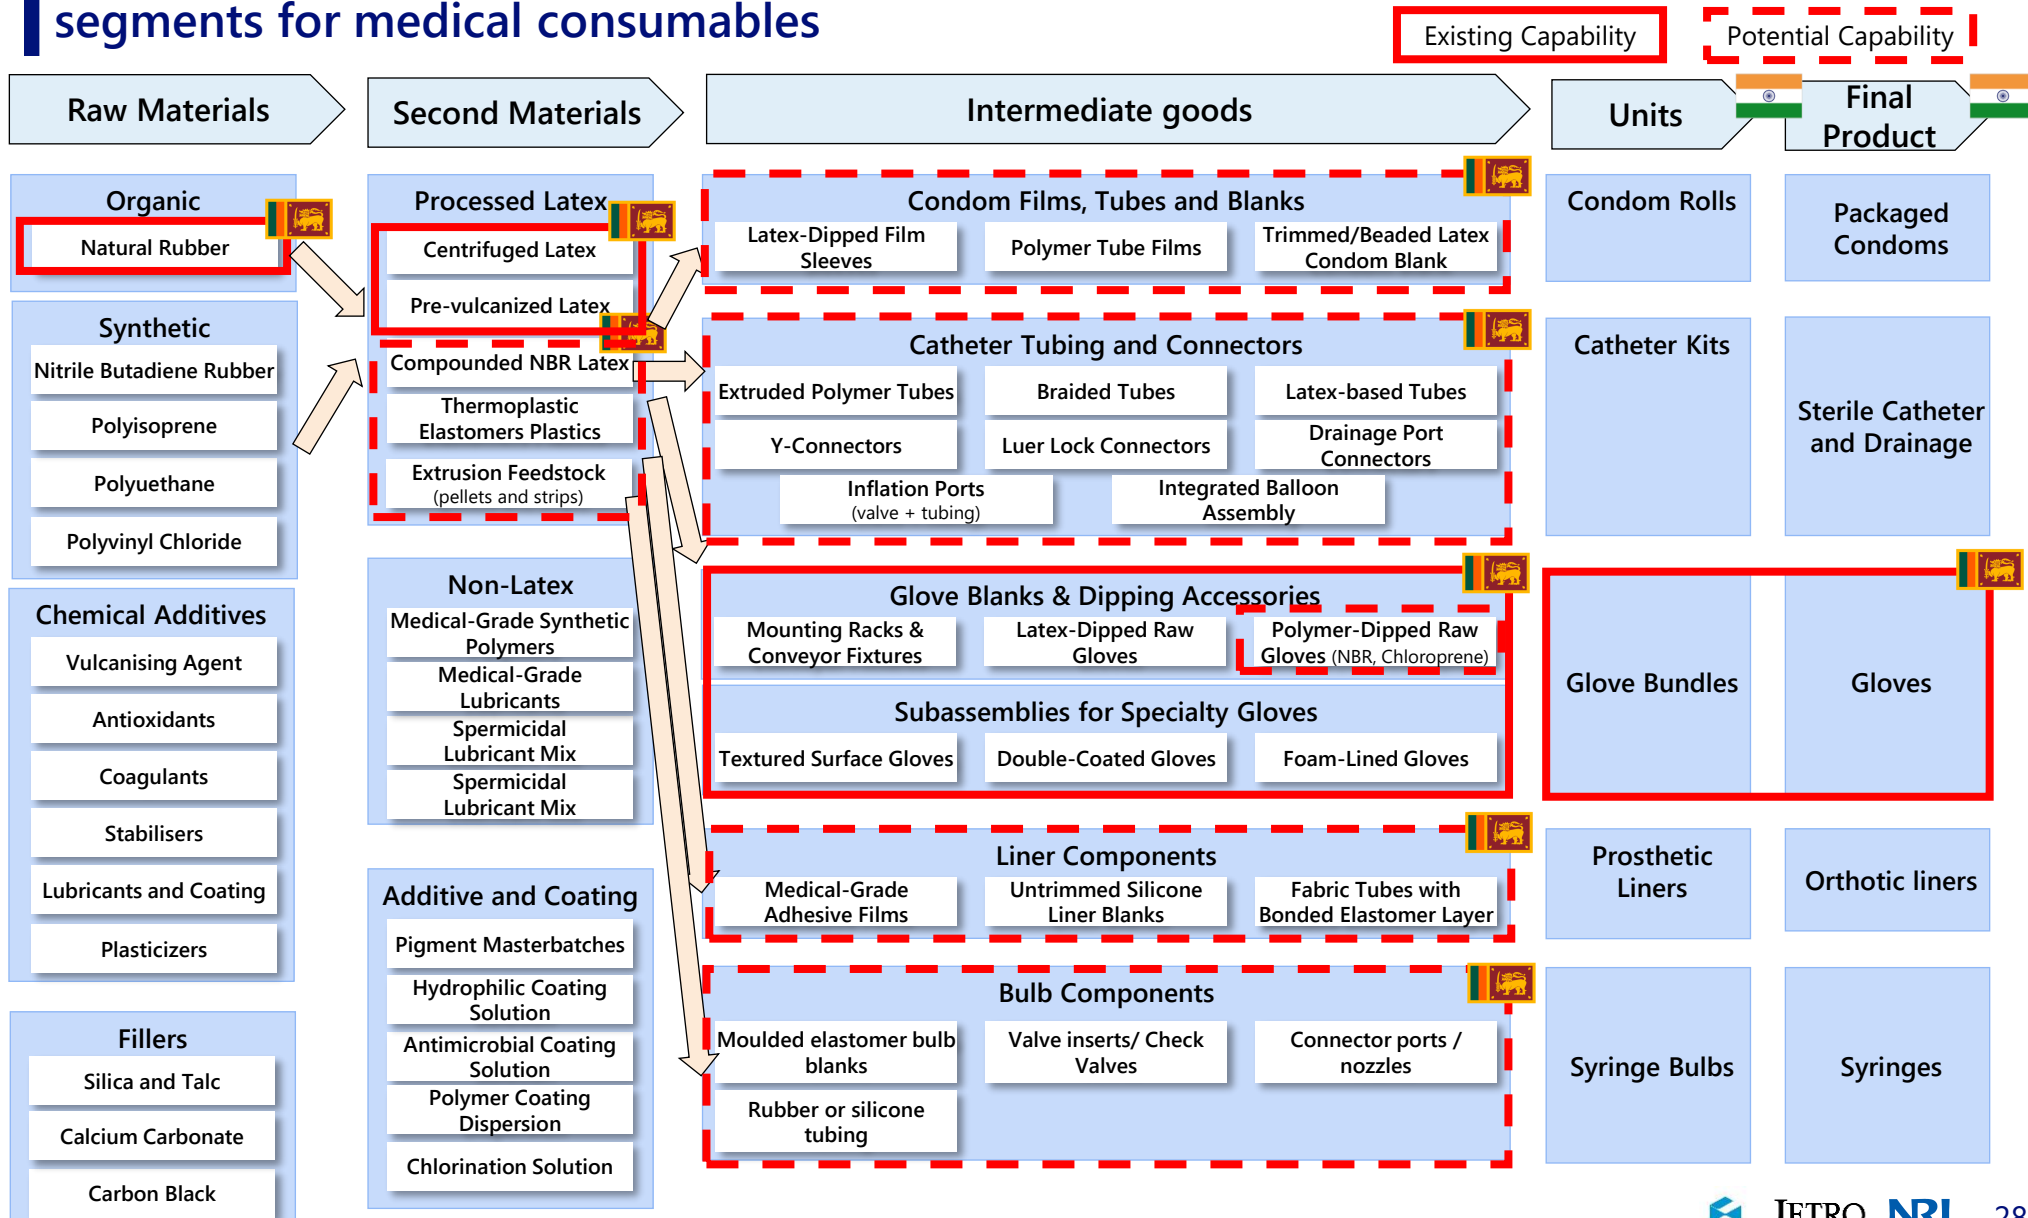 segments for medical consumables
Existing Capability
Potential Capability
Raw Materials
Second Materials
Intermediate goods
Units
Final
Product
Organic
Natural Rubber
Synthetic
Nitrile Butadiene Rubber
Polyisoprene
Polyuethane
Polyvinyl Chloride
Chemical Additives
Vulcanising Agent
Antioxidants
Coagulants
Stabilisers
Lubricants and Coating
Plasticizers
Fillers
Silica and Talc
Calcium Carbonate
Carbon Black
Processed Latex
Centrifuged Latex
Pre-vulcanized Latex
Compounded NBR Latex
Thermoplastic
Elastomers Plastics
Extrusion Feedstock
(pellets and strips)
Non-Latex
Medical-Grade Synthetic
Polymers
Medical-Grade
Lubricants
Spermicidal
Lubricant Mix
Spermicidal
Lubricant Mix
Additive and Coating
Pigment Masterbatches
Hydrophilic Coating
Solution
Antimicrobial Coating
Solution
Polymer Coating
Dispersion
Chlorination Solution
Condom Films, Tubes and Blanks
Latex-Dipped Film
Sleeves
Polymer Tube Films
Trimmed/Beaded Latex
Condom Blank
Catheter Tubing and Connectors
Extruded Polymer Tubes
Braided Tubes
Latex-based Tubes
Y-Connectors
Luer Lock Connectors
Drainage Port
Connectors
Inflation Ports
(valve + tubing)
Integrated Balloon
Assembly
Glove Blanks & Dipping Accessories
Mounting Racks &
Conveyor Fixtures
Latex-Dipped Raw
Gloves
Polymer-Dipped Raw
Gloves (NBR, Chloroprene)
Subassemblies for Specialty Gloves
Textured Surface Gloves
Double-Coated Gloves
Foam-Lined Gloves
Liner Components
Medical-Grade
Adhesive Films
Untrimmed Silicone
Liner Blanks
Fabric Tubes with
Bonded Elastomer Layer
Bulb Components
Moulded elastomer bulb
blanks
Valve inserts/ Check
Valves
Connector ports /
nozzles
Rubber or silicone
tubing
Condom Rolls
Catheter Kits
Glove Bundles
Prosthetic
Liners
Syringe Bulbs
Packaged
Condoms
Sterile Catheter
and Drainage
Gloves
Orthotic liners
Syringes
JETRO
NRI
28